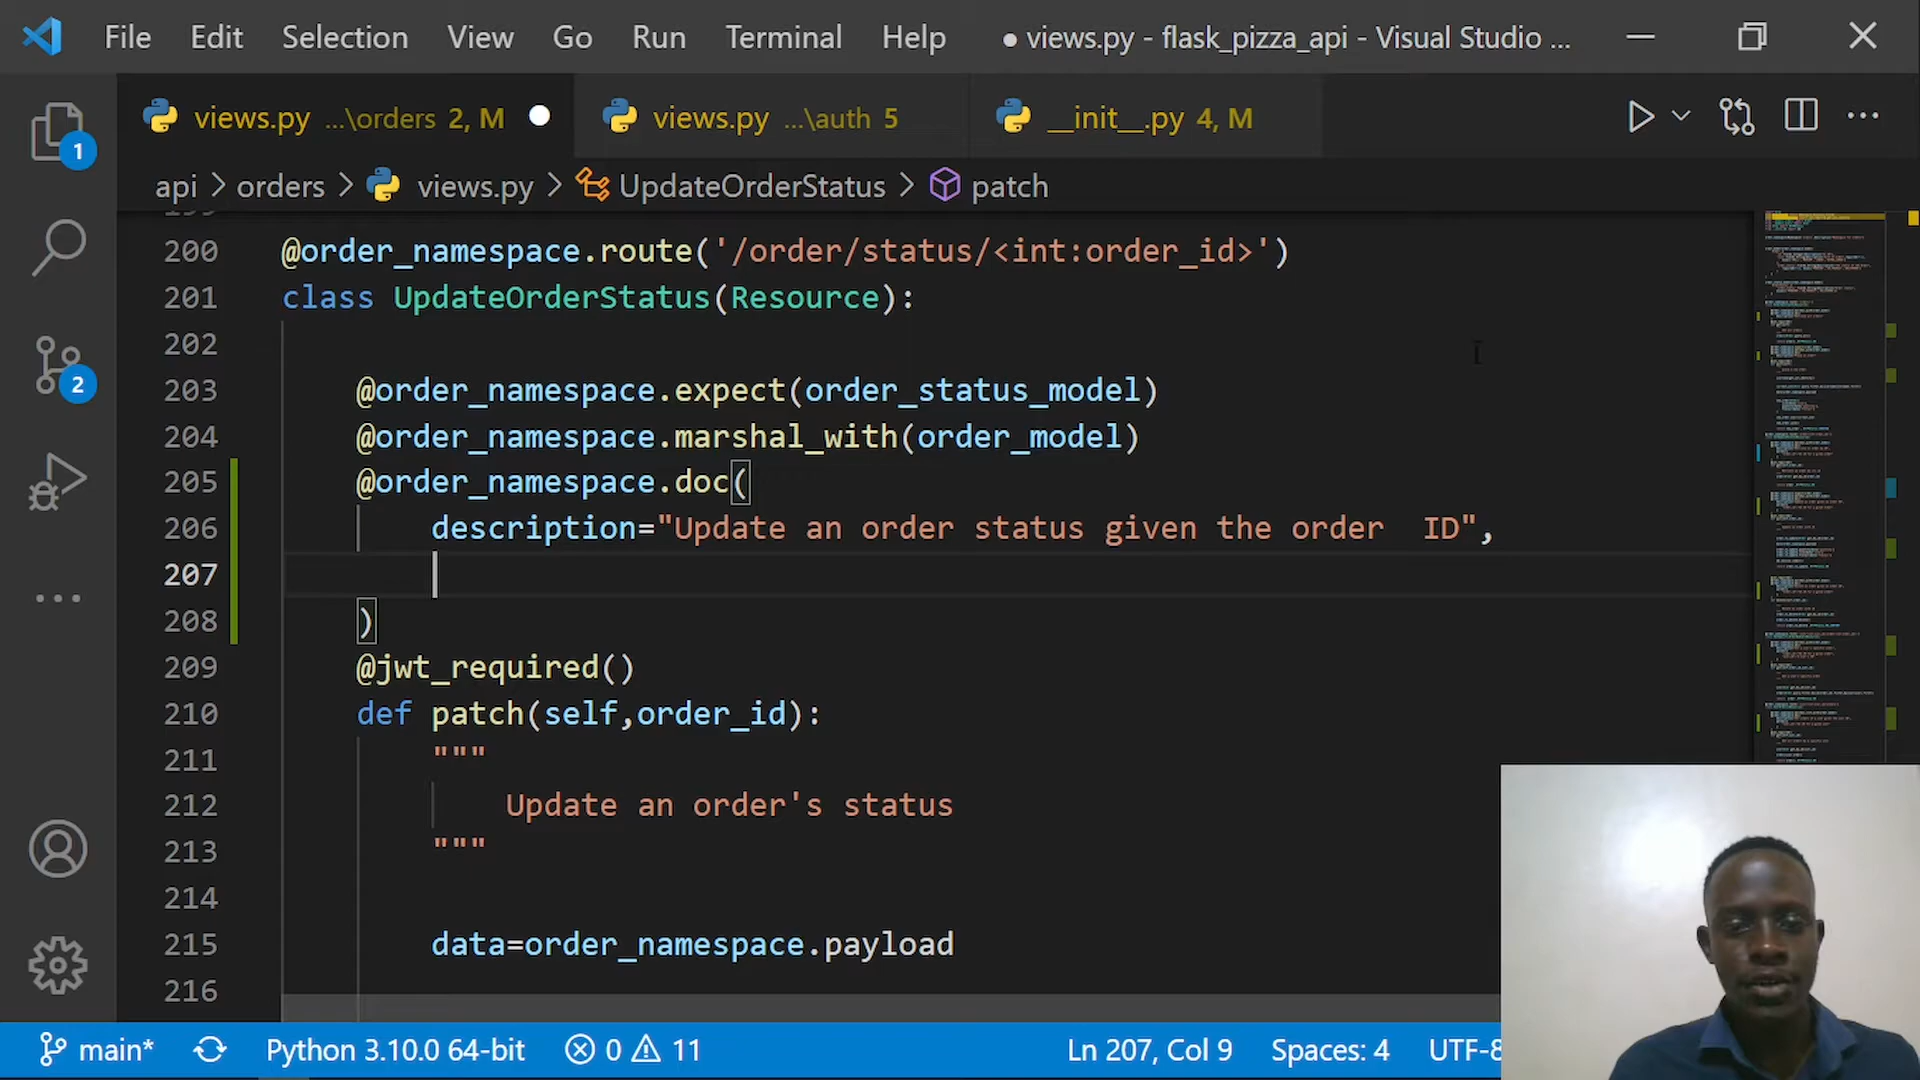 File Edit Selection View Go Run Terminal Help ● views.py - flask_pizza_api - Visual Studio ...
views.py ...\orders 2, M views.py ...\auth 5 __init__.py 4, M
api > orders > views.py > UpdateOrderStatus > patch
1
2
199
200 @order_namespace.route('/order/status/<int:order_id>')
201 class UpdateOrderStatus(Resource):
202
203 @order_namespace.expect(order_status_model)
204 @order_namespace.marshal_with(order_model)
205 @order_namespace.doc(
206 description="Update an order status given the order  ID",
207
208 )
209 @jwt_required()
210 def patch(self,order_id):
211 """
212 Update an order's status
213 """
214
215 data=order_namespace.payload
216
main* Python 3.10.0 64-bit 0 11 Ln 207, Col 9 Spaces: 4 UTF-8